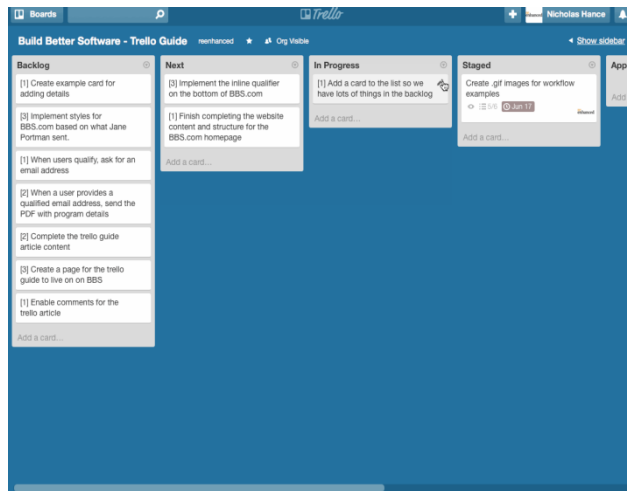 Boards
Trello
Nicholas Hance
Build Better Software - Trello Guide reenhanced Org Visible
Show sidebar
Backlog
[1] Create example card for
adding details
[3] Implement styles for
BBS.com based on what Jane
Portman sent.
[1] When users qualify, ask for an
email address
[2] When a user provides a
qualified email address, send the
PDF with program details
[2] Complete the trello guide
article content
[3] Create a page for the trello
guide to live on on BBS
[1] Enable comments for the
trello article
Add a card...
Next
[3] Implement the inline qualifier
on the bottom of BBS.com
[1] Finish completing the website
content and structure for the
BBS.com homepage
Add a card...
In Progress
[1] Add a card to the list so we
have lots of things in the backlog
Add a card...
Staged
Create .gif images for workflow
examples
5/6 Jan 17
Add a card...
App
Add